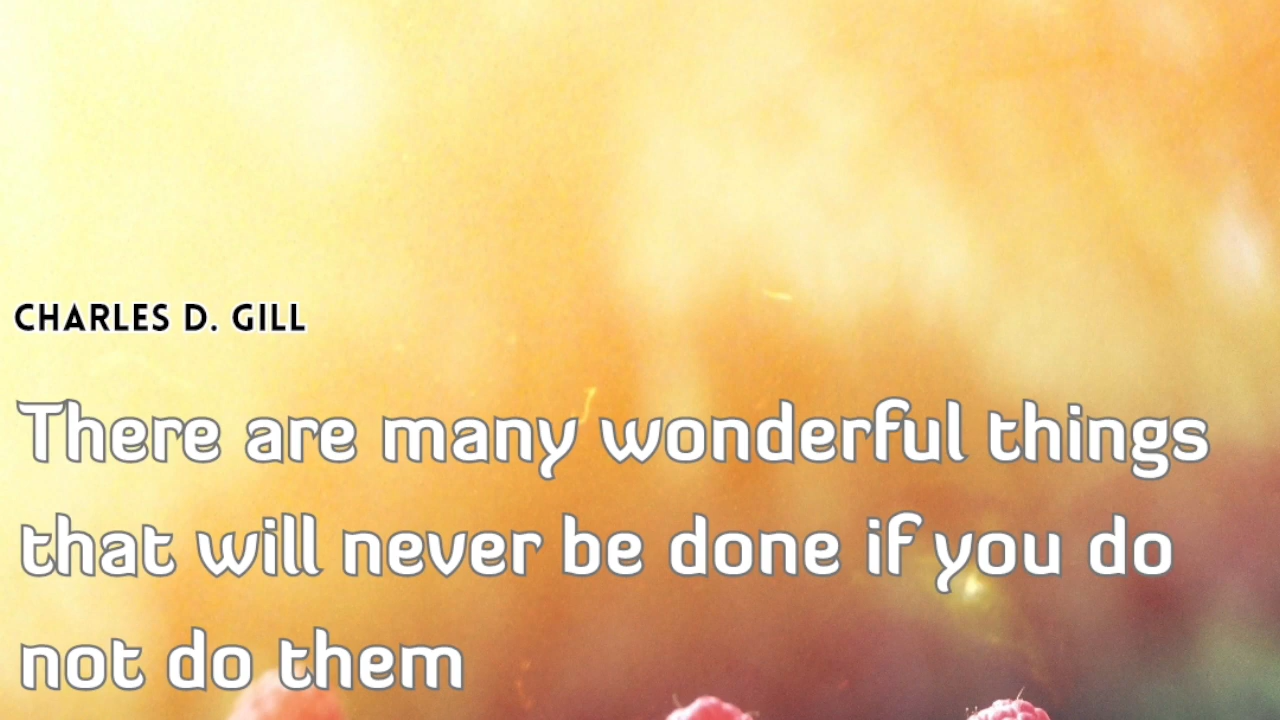 CHARLES D. GILL
There are many wonderful things
that will never be done if you do
not do them